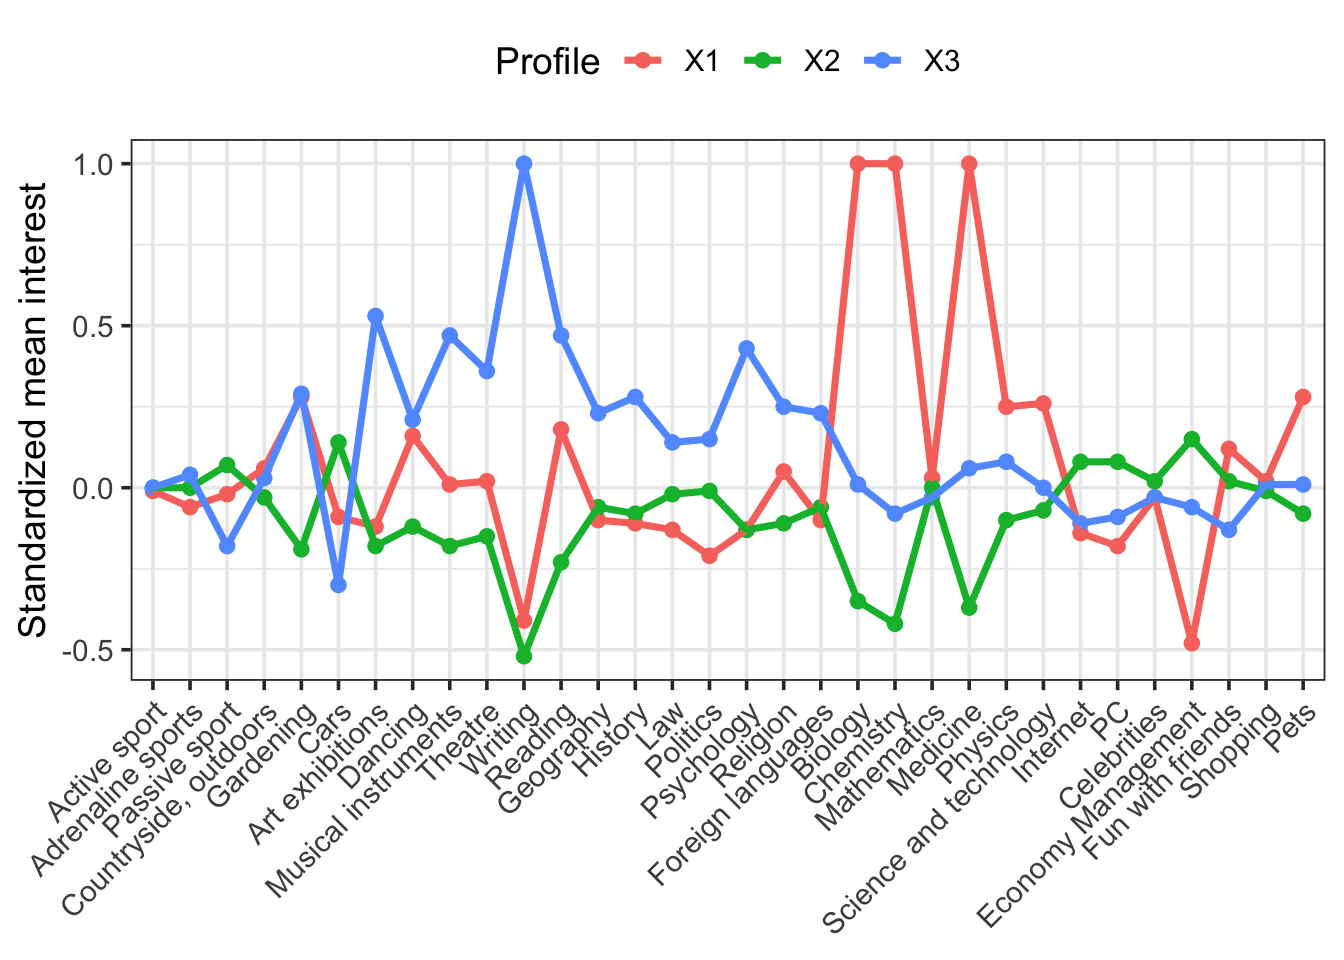 Profile X1 X2 X3
Standardized mean interest
1.0
0.5
0.0
-0.5
Active sport
Adrenaline sports
Passive sport
Countryside, outdoors
Gardening
Cars
Art exhibitions
Dancing
Musical instruments
Theatre
Writing
Reading
Geography
History
Law
Politics
Psychology
Religion
Foreign languages
Biology
Chemistry
Mathematics
Medicine
Physics
Science and technology
Internet
PC
Celebrities
Economy Management
Fun with friends
Shopping
Pets